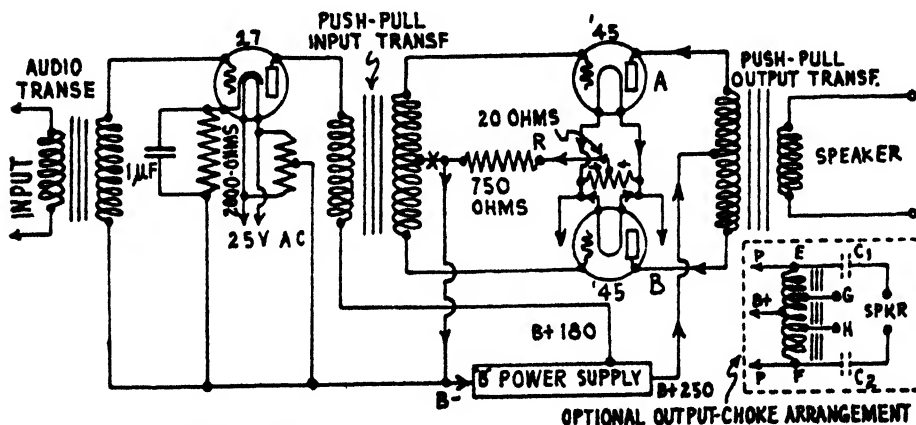 PUSH-PULL
INPUT TRANSF
27
'45
AUDIO
TRANSE
PUSH-PULL
OUTPUT TRANSF.
A
20 OHMS
R
X
+
INPUT
1µF
2000-OHMS
750
OHMS
SPEAKER
25V AC
'45
B
P
E
C1
B+
G
H
SPKR
P
F
C2
B+180
B-
B POWER SUPPLY
B+250
OPTIONAL OUTPUT-CHOKE ARRANGEMENT